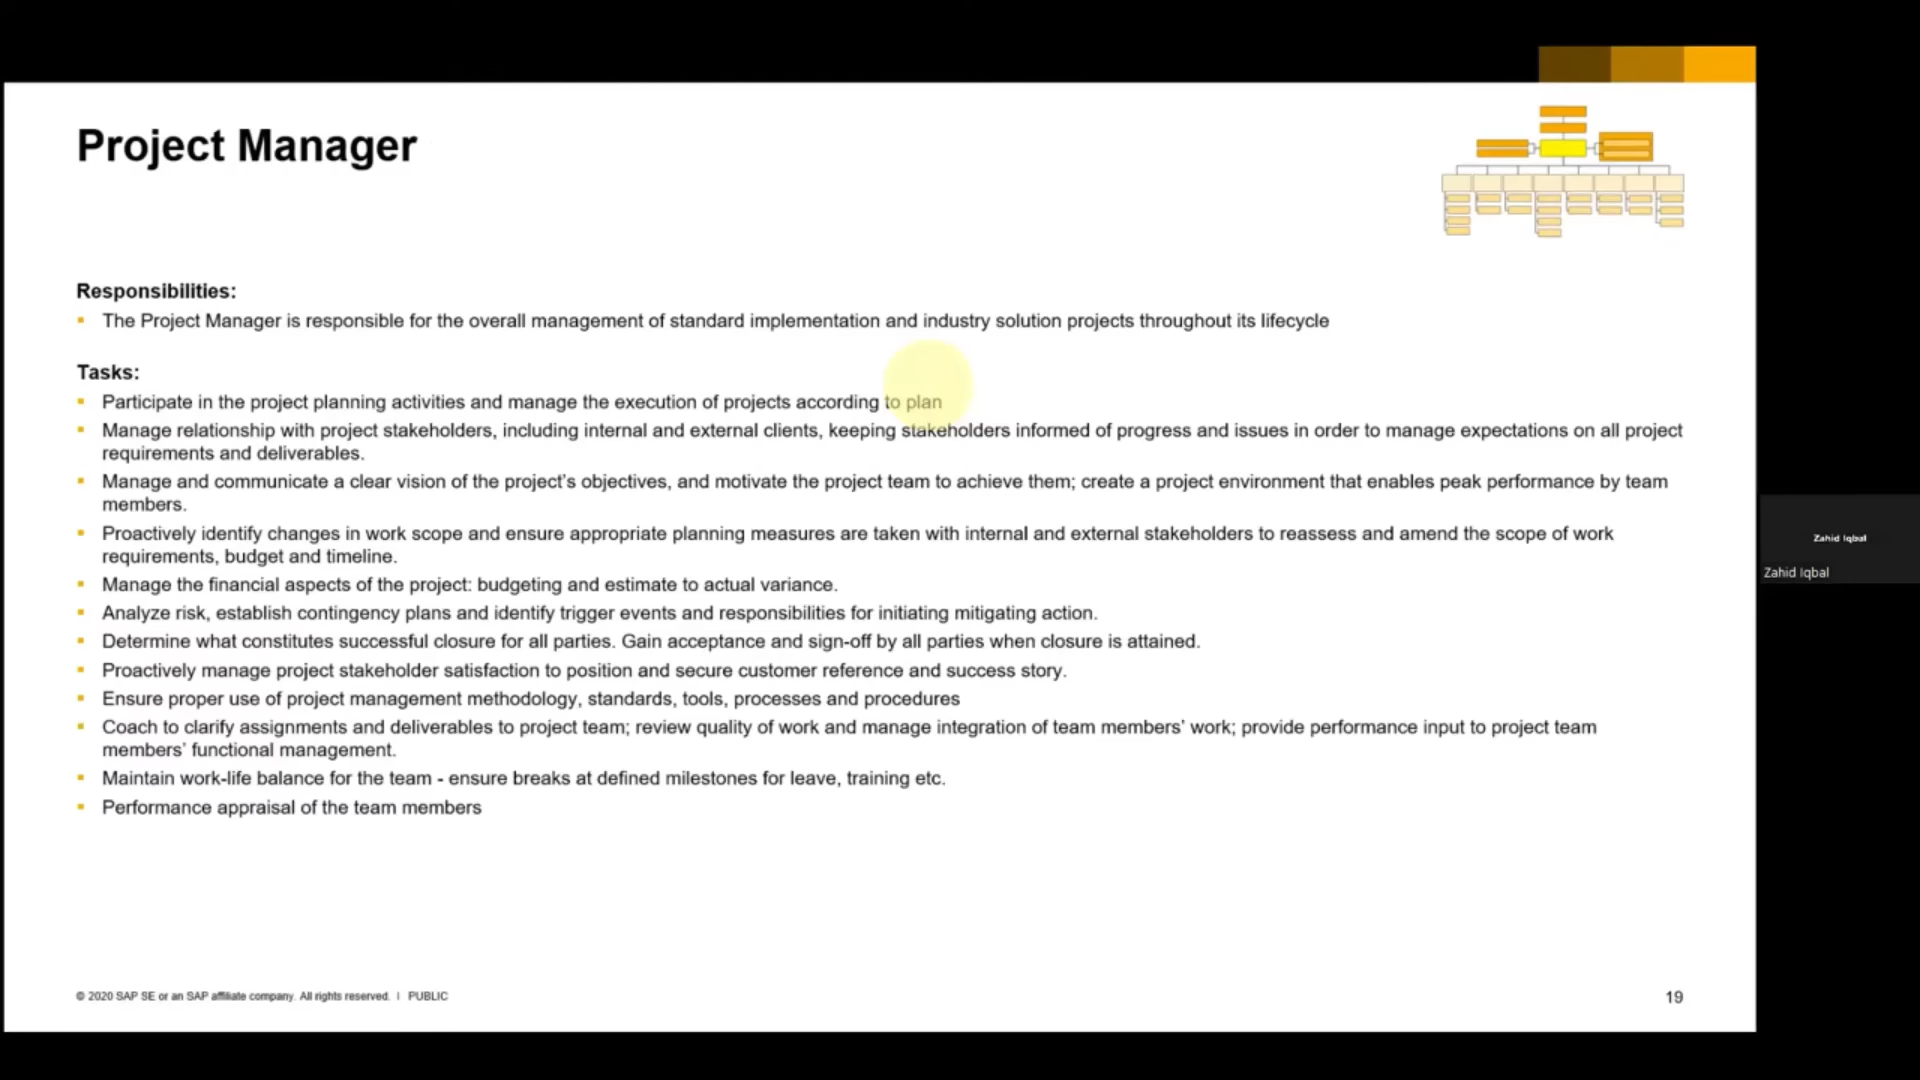 Project Manager
Responsibilities:
The Project Manager is responsible for the overall management of standard implementation and industry solution projects throughout its lifecycle
Tasks:
Participate in the project planning activities and manage the execution of projects according to plan
Manage relationship with project stakeholders, including internal and external clients, keeping stakeholders informed of progress and issues in order to manage expectations on all project
requirements and deliverables.
Manage and communicate a clear vision of the project's objectives, and motivate the project team to achieve them; create a project environment that enables peak performance by team
members.
Proactively identify changes in work scope and ensure appropriate planning measures are taken with internal and external stakeholders to reassess and amend the scope of work
requirements, budget and timeline.
Manage the financial aspects of the project: budgeting and estimate to actual variance.
Analyze risk, establish contingency plans and identify trigger events and responsibilities for initiating mitigating action.
Determine what constitutes successful closure for all parties. Gain acceptance and sign-off by all parties when closure is attained.
Proactively manage project stakeholder satisfaction to position and secure customer reference and success story.
Ensure proper use of project management methodology, standards, tools, processes and procedures
Coach to clarify assignments and deliverables to project team; review quality of work and manage integration of team members' work; provide performance input to project team
members' functional management.
Maintain work-life balance for the team - ensure breaks at defined milestones for leave, training etc.
Performance appraisal of the team members
© 2020 SAP SE or an SAP affiliate company. All rights reserved. | PUBLIC
19
Zahid Iqbal
Zahid Iqbal